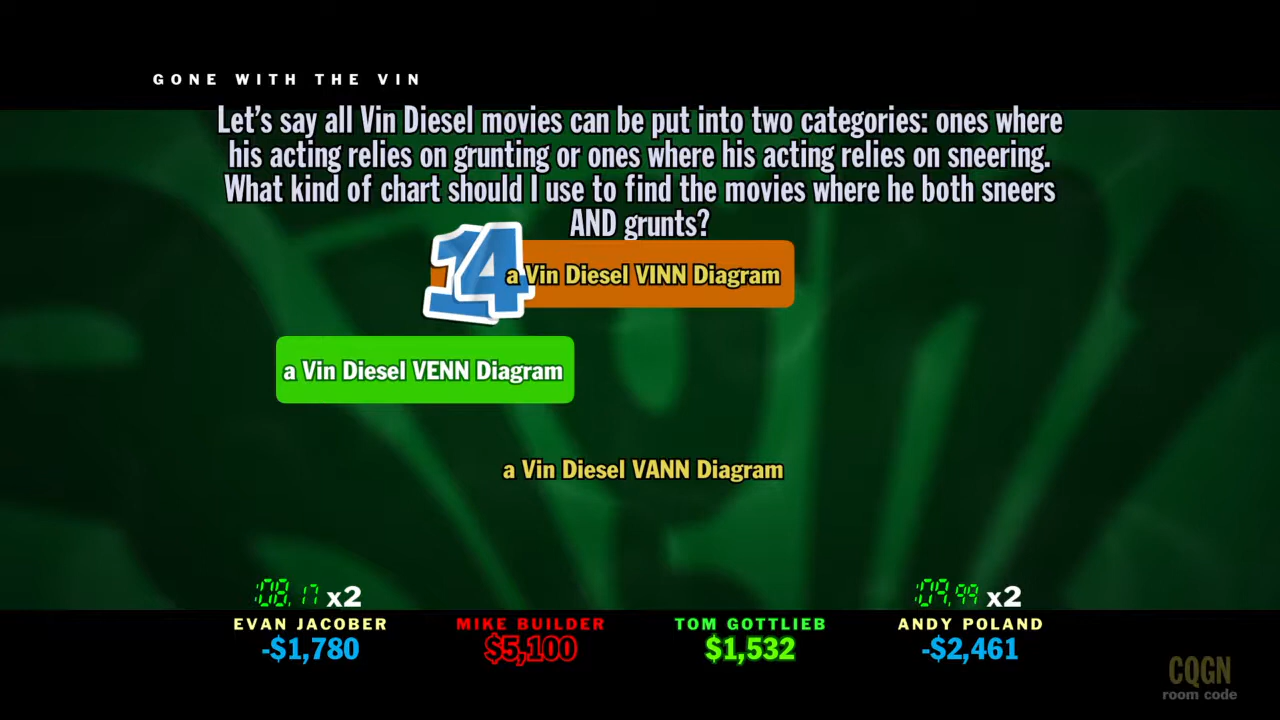 GONE WITH THE VIN
Let's say all Vin Diesel movies can be put into two categories: ones where
his acting relies on grunting or ones where his acting relies on sneering.
What kind of chart should I use to find the movies where he both sneers
AND grunts?
14
a Vin Diesel VINN Diagram
a Vin Diesel VENN Diagram
a Vin Diesel VANN Diagram
:08.17 x2
:09.99 x2
EVAN JACOBER
MIKE BUILDER
TOM GOTTLIEB
ANDY POLAND
-$1,780
$5,100
$1,532
-$2,461
CQGN
room code